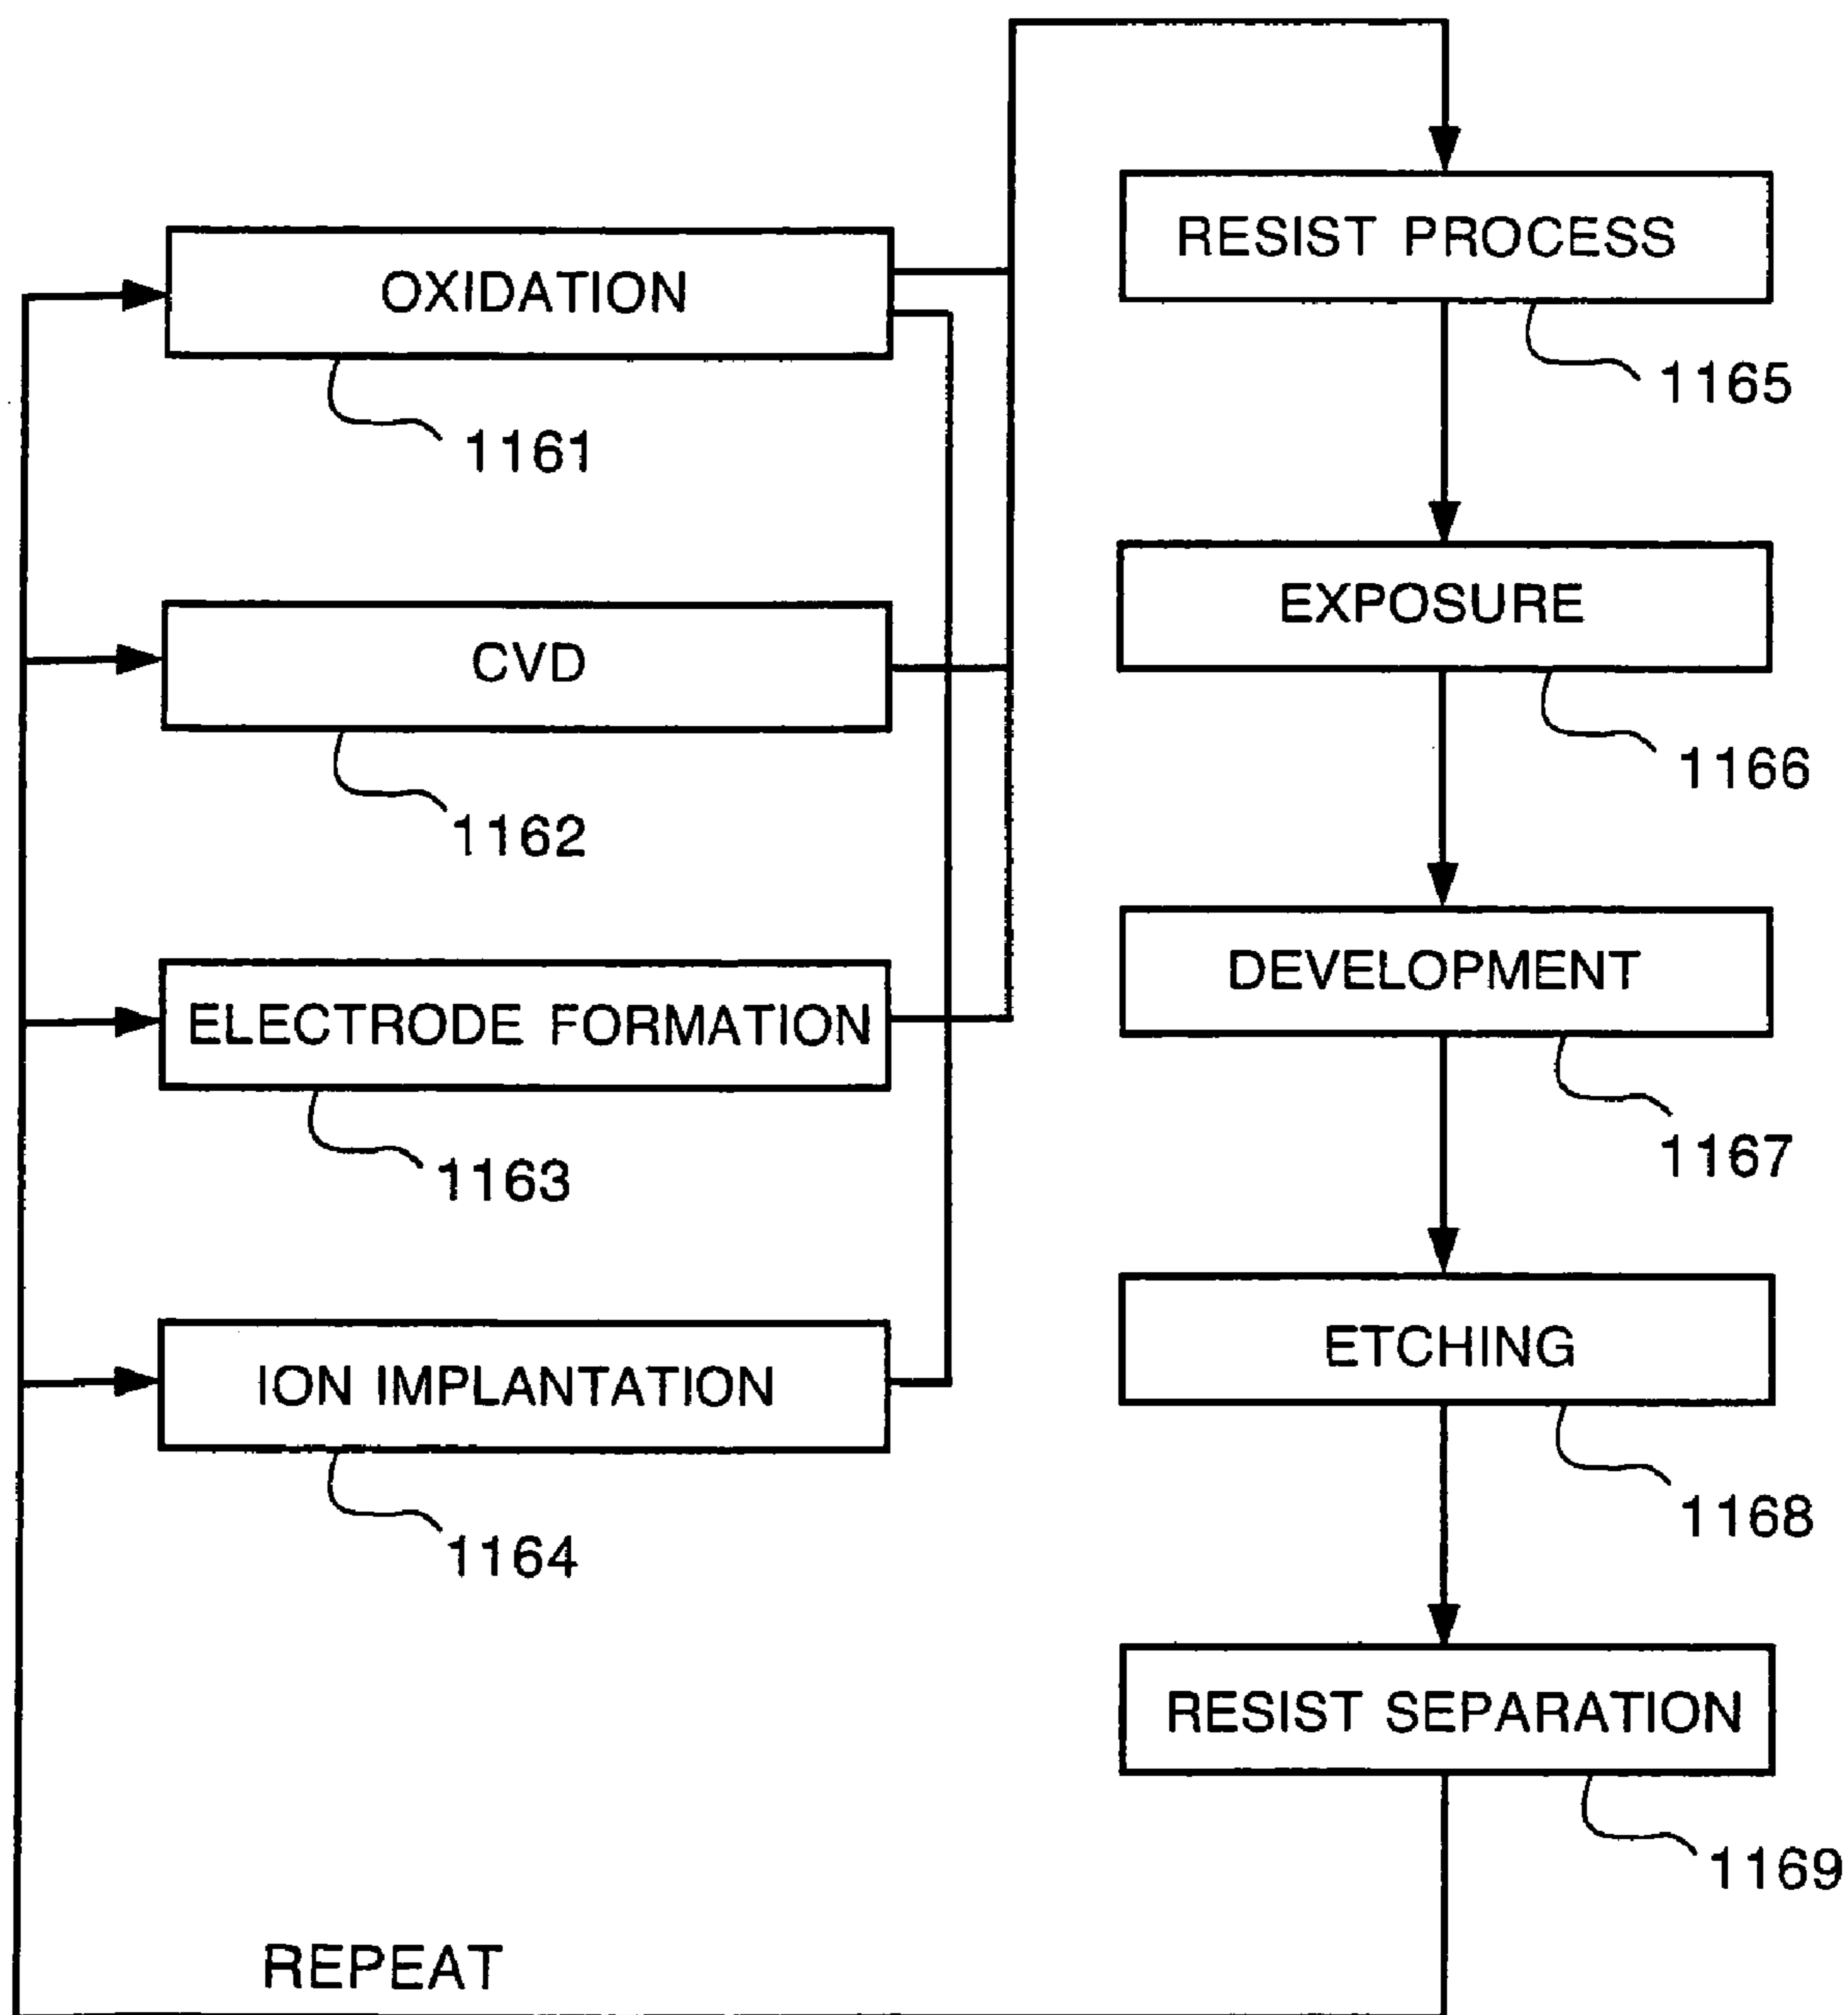 OXIDATION
1161
CVD
1162
ELECTRODE FORMATION
1163
ION IMPLANTATION
1164
RESIST PROCESS
1165
EXPOSURE
1166
DEVELOPMENT
1167
ETCHING
1168
RESIST SEPARATION
1169
REPEAT